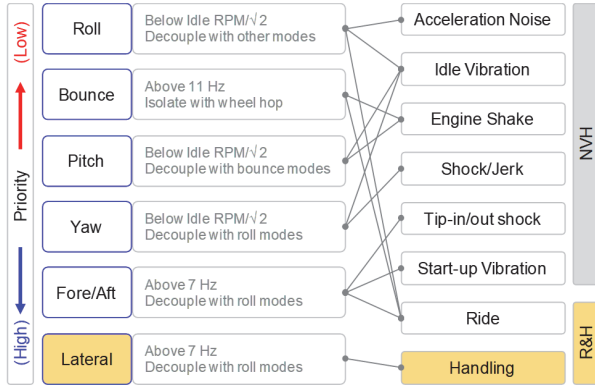 (Low)
Priority
(High)
Roll
Below Idle RPM/√2
Decouple with other modes
Bounce
Above 11 Hz
Isolate with wheel hop
Pitch
Below Idle RPM/√2
Decouple with bounce modes
Yaw
Below Idle RPM/√2
Decouple with roll modes
Fore/Aft
Above 7 Hz
Decouple with roll modes
Lateral
Above 7 Hz
Decouple with roll modes
Acceleration Noise
Idle Vibration
Engine Shake
Shock/Jerk
Tip-in/out shock
Start-up Vibration
Ride
Handling
NVH
R&H